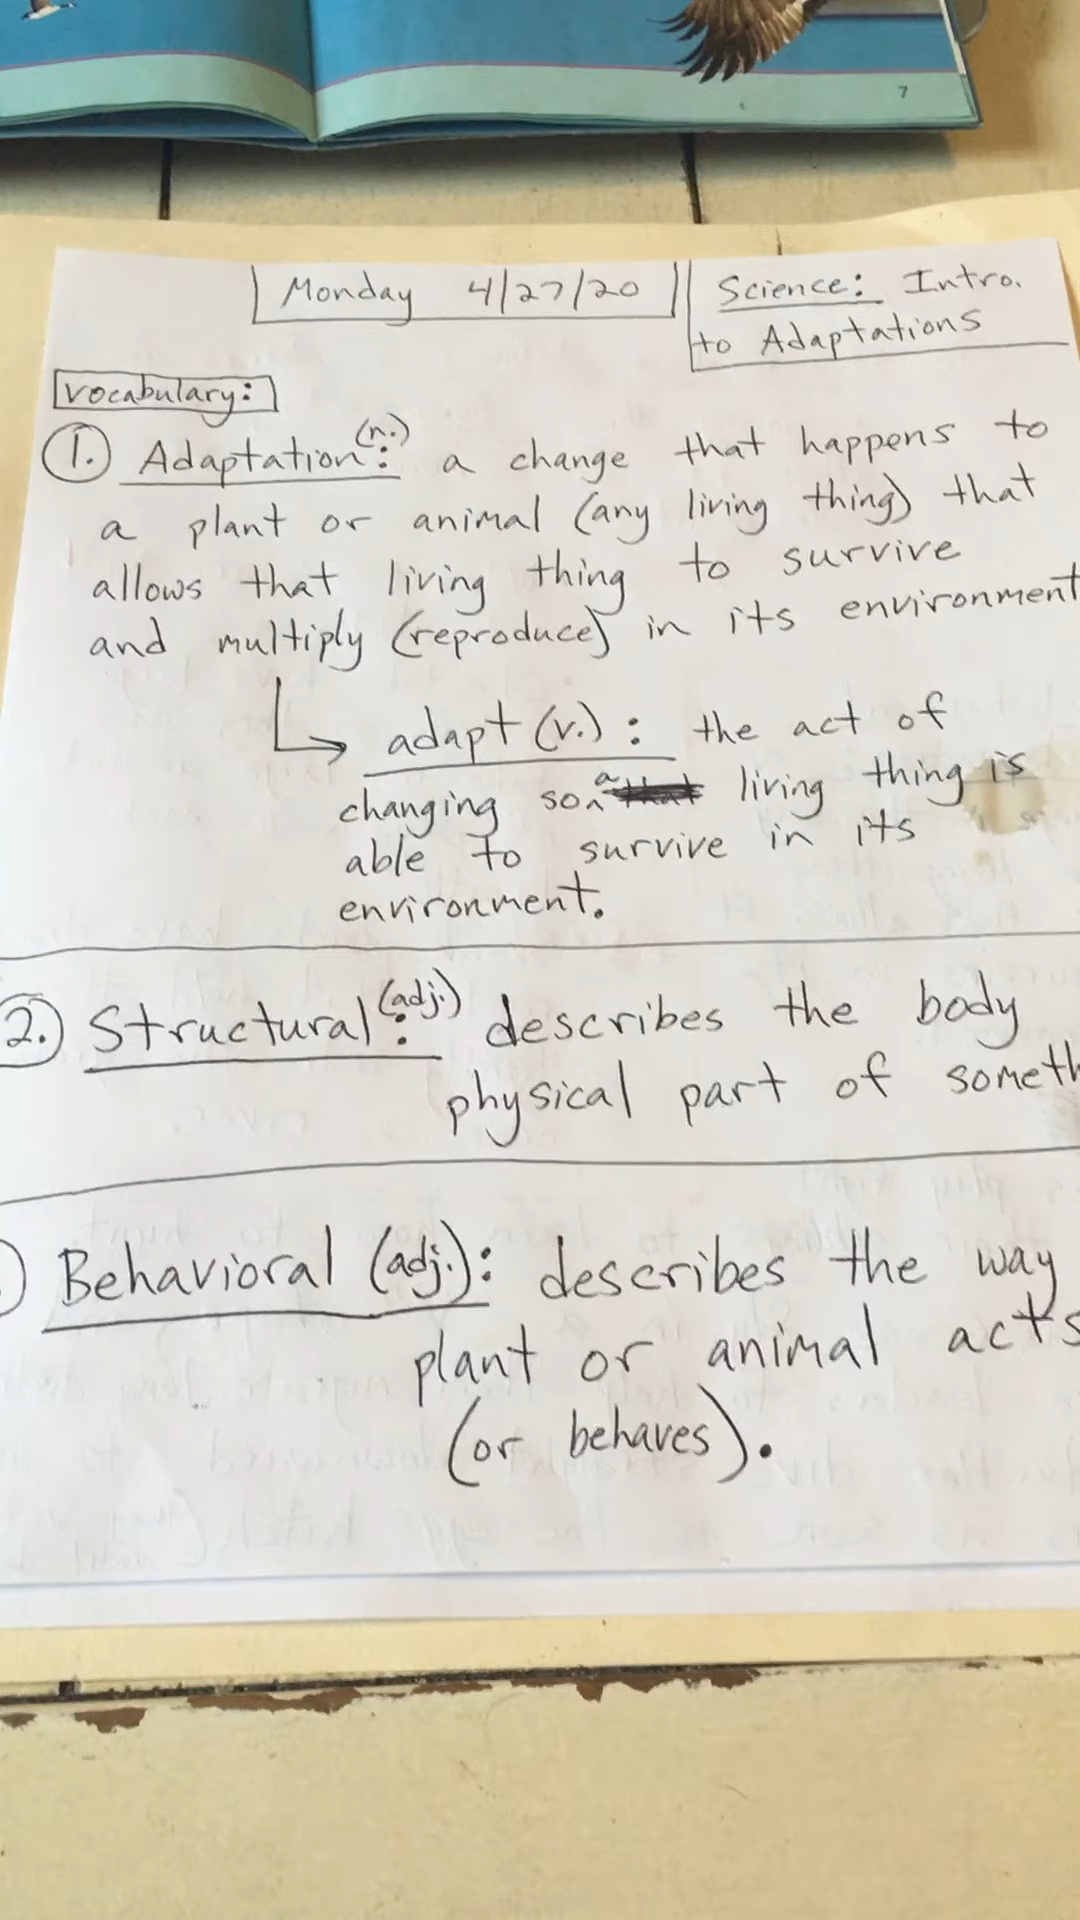 7
Monday 4/27/20
Science: Intro.
to Adaptations
Vocabulary:
1. Adaptation (n.): a change that happens to
a plant or animal (any living thing) that
allows that living thing to survive
and multiply (reproduce) in its environment
adapt (v.): the act of
changing so a living thing is
able to survive in its
environment.
2. Structural (adj.): describes the body
physical part of someth
Behavioral (adj.): describes the way
plant or animal acts
(or behaves).